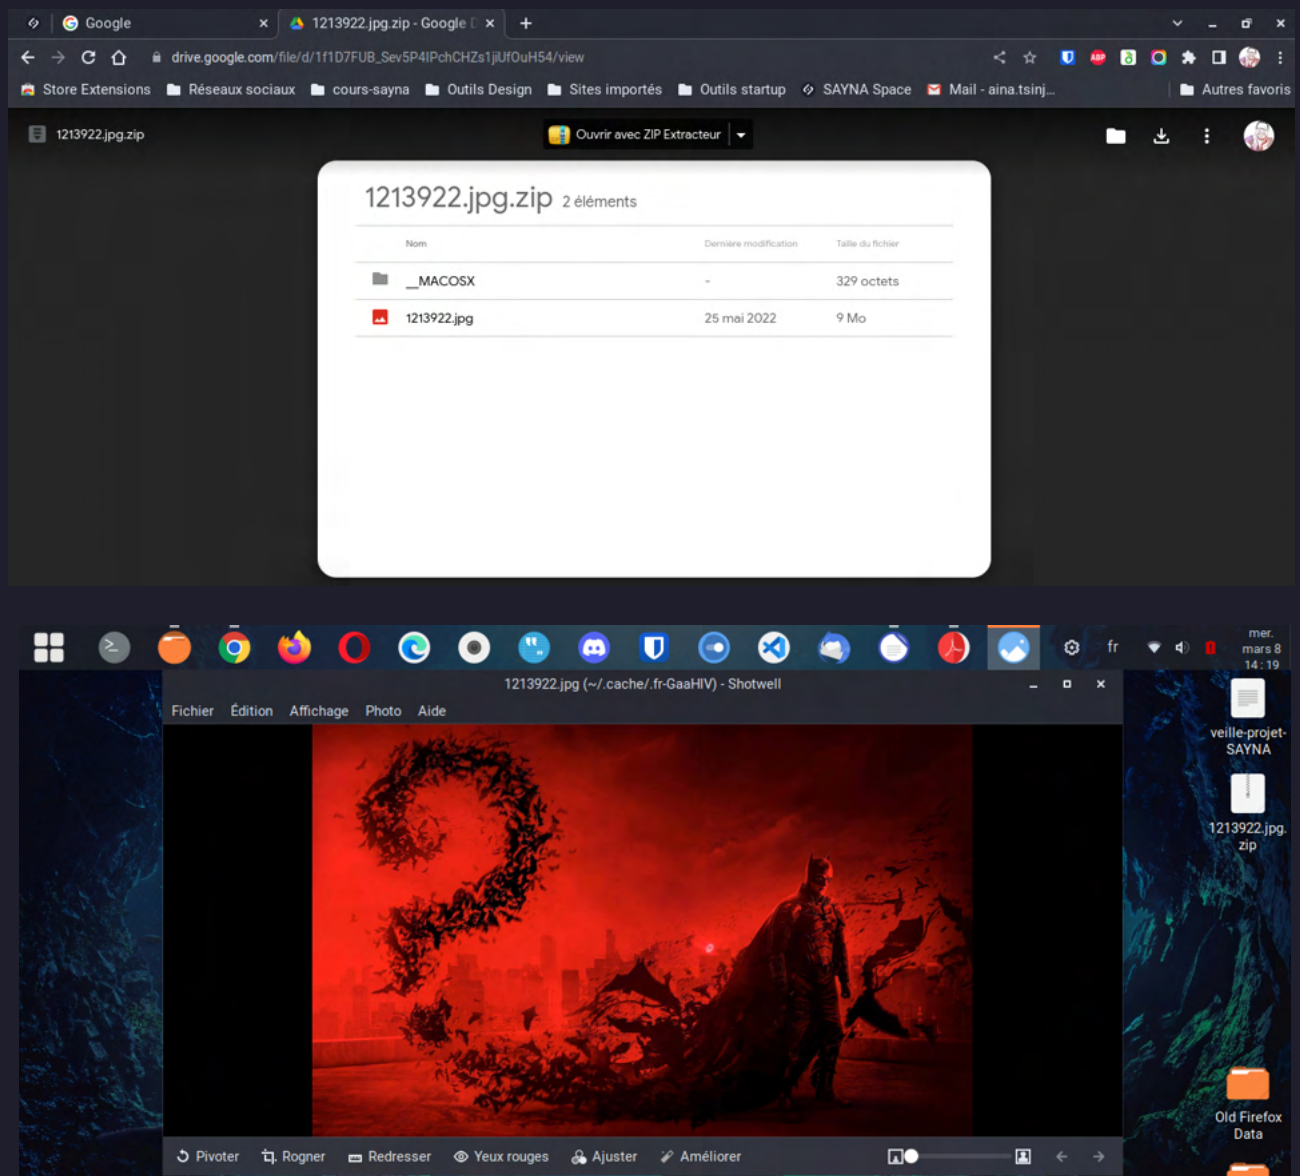 Google
1213922.jpg.zip - Google D
drive.google.com/file/d/1f1D7FUB_Sev5P4IPchCHZs1jiUfOuH54/view
Store Extensions
Réseaux sociaux
cours-sayna
Outils Design
Sites importés
Outils startup
SAYNA Space
Mail - aina.tsinj...
Autres favoris
1213922.jpg.zip
Ouvrir avec ZIP Extracteur
1213922.jpg.zip 2 éléments
Nom Dernière modification Taille du fichier
__MACOSX - 329 octets
1213922.jpg 25 mai 2022 9 Mo
fr
mer.
mars 8
14 : 19
1213922.jpg (~/.cache/.fr-GaaHIV) - Shotwell
Fichier Édition Affichage Photo Aide
veille-projet-
SAYNA
1213922.jpg.
zip
Old Firefox
Data
Pivoter Rogner Redresser Yeux rouges Ajuster Améliorer